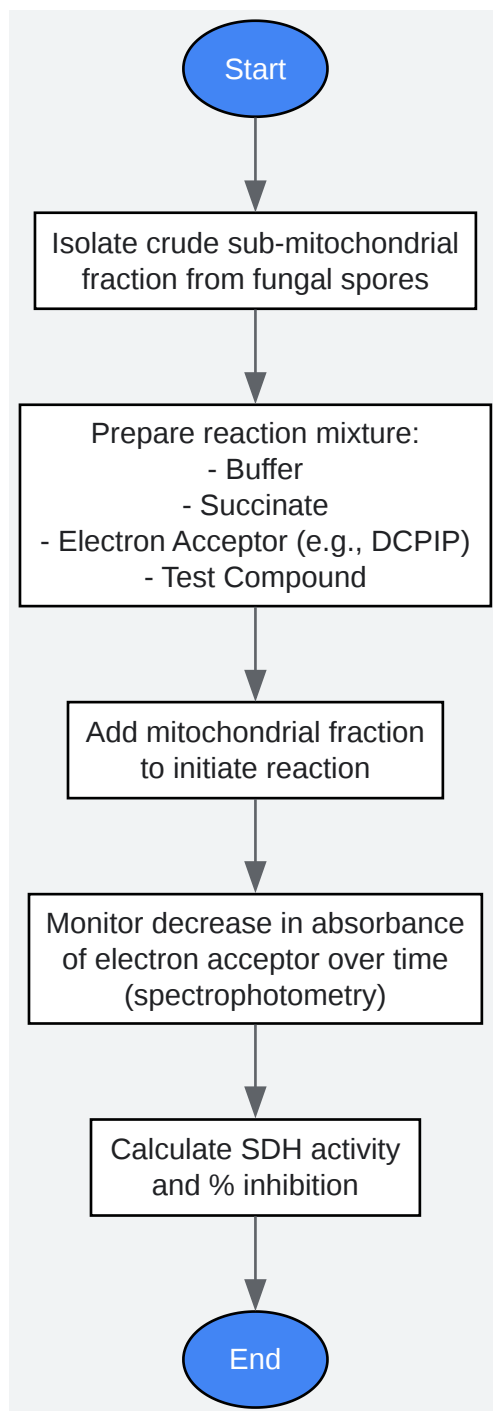 Start
Isolate crude sub-mitochondrial
fraction from fungal spores
Prepare reaction mixture:
- Buffer
- Succinate
- Electron Acceptor (e.g., DCPIP)
- Test Compound
Add mitochondrial fraction
to initiate reaction
Monitor decrease in absorbance
of electron acceptor over time
(spectrophotometry)
Calculate SDH activity
and % inhibition
End